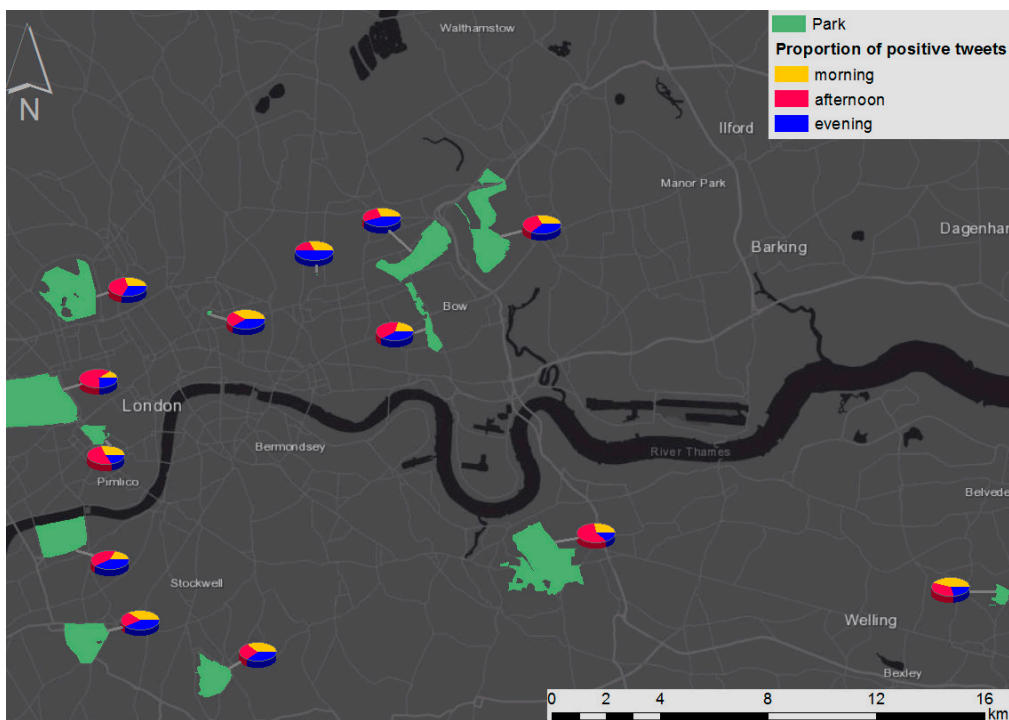 Walthamstow
Park
Proportion of positive tweets
morning
afternoon
evening
N
Ilford
Manor Park
Dagenhar
Barking
Bow
London
Bermondsey
River Thames
Pimlico
Belvede
Stockwell
Welling
Bexley
0 2 4 8 12 16
km